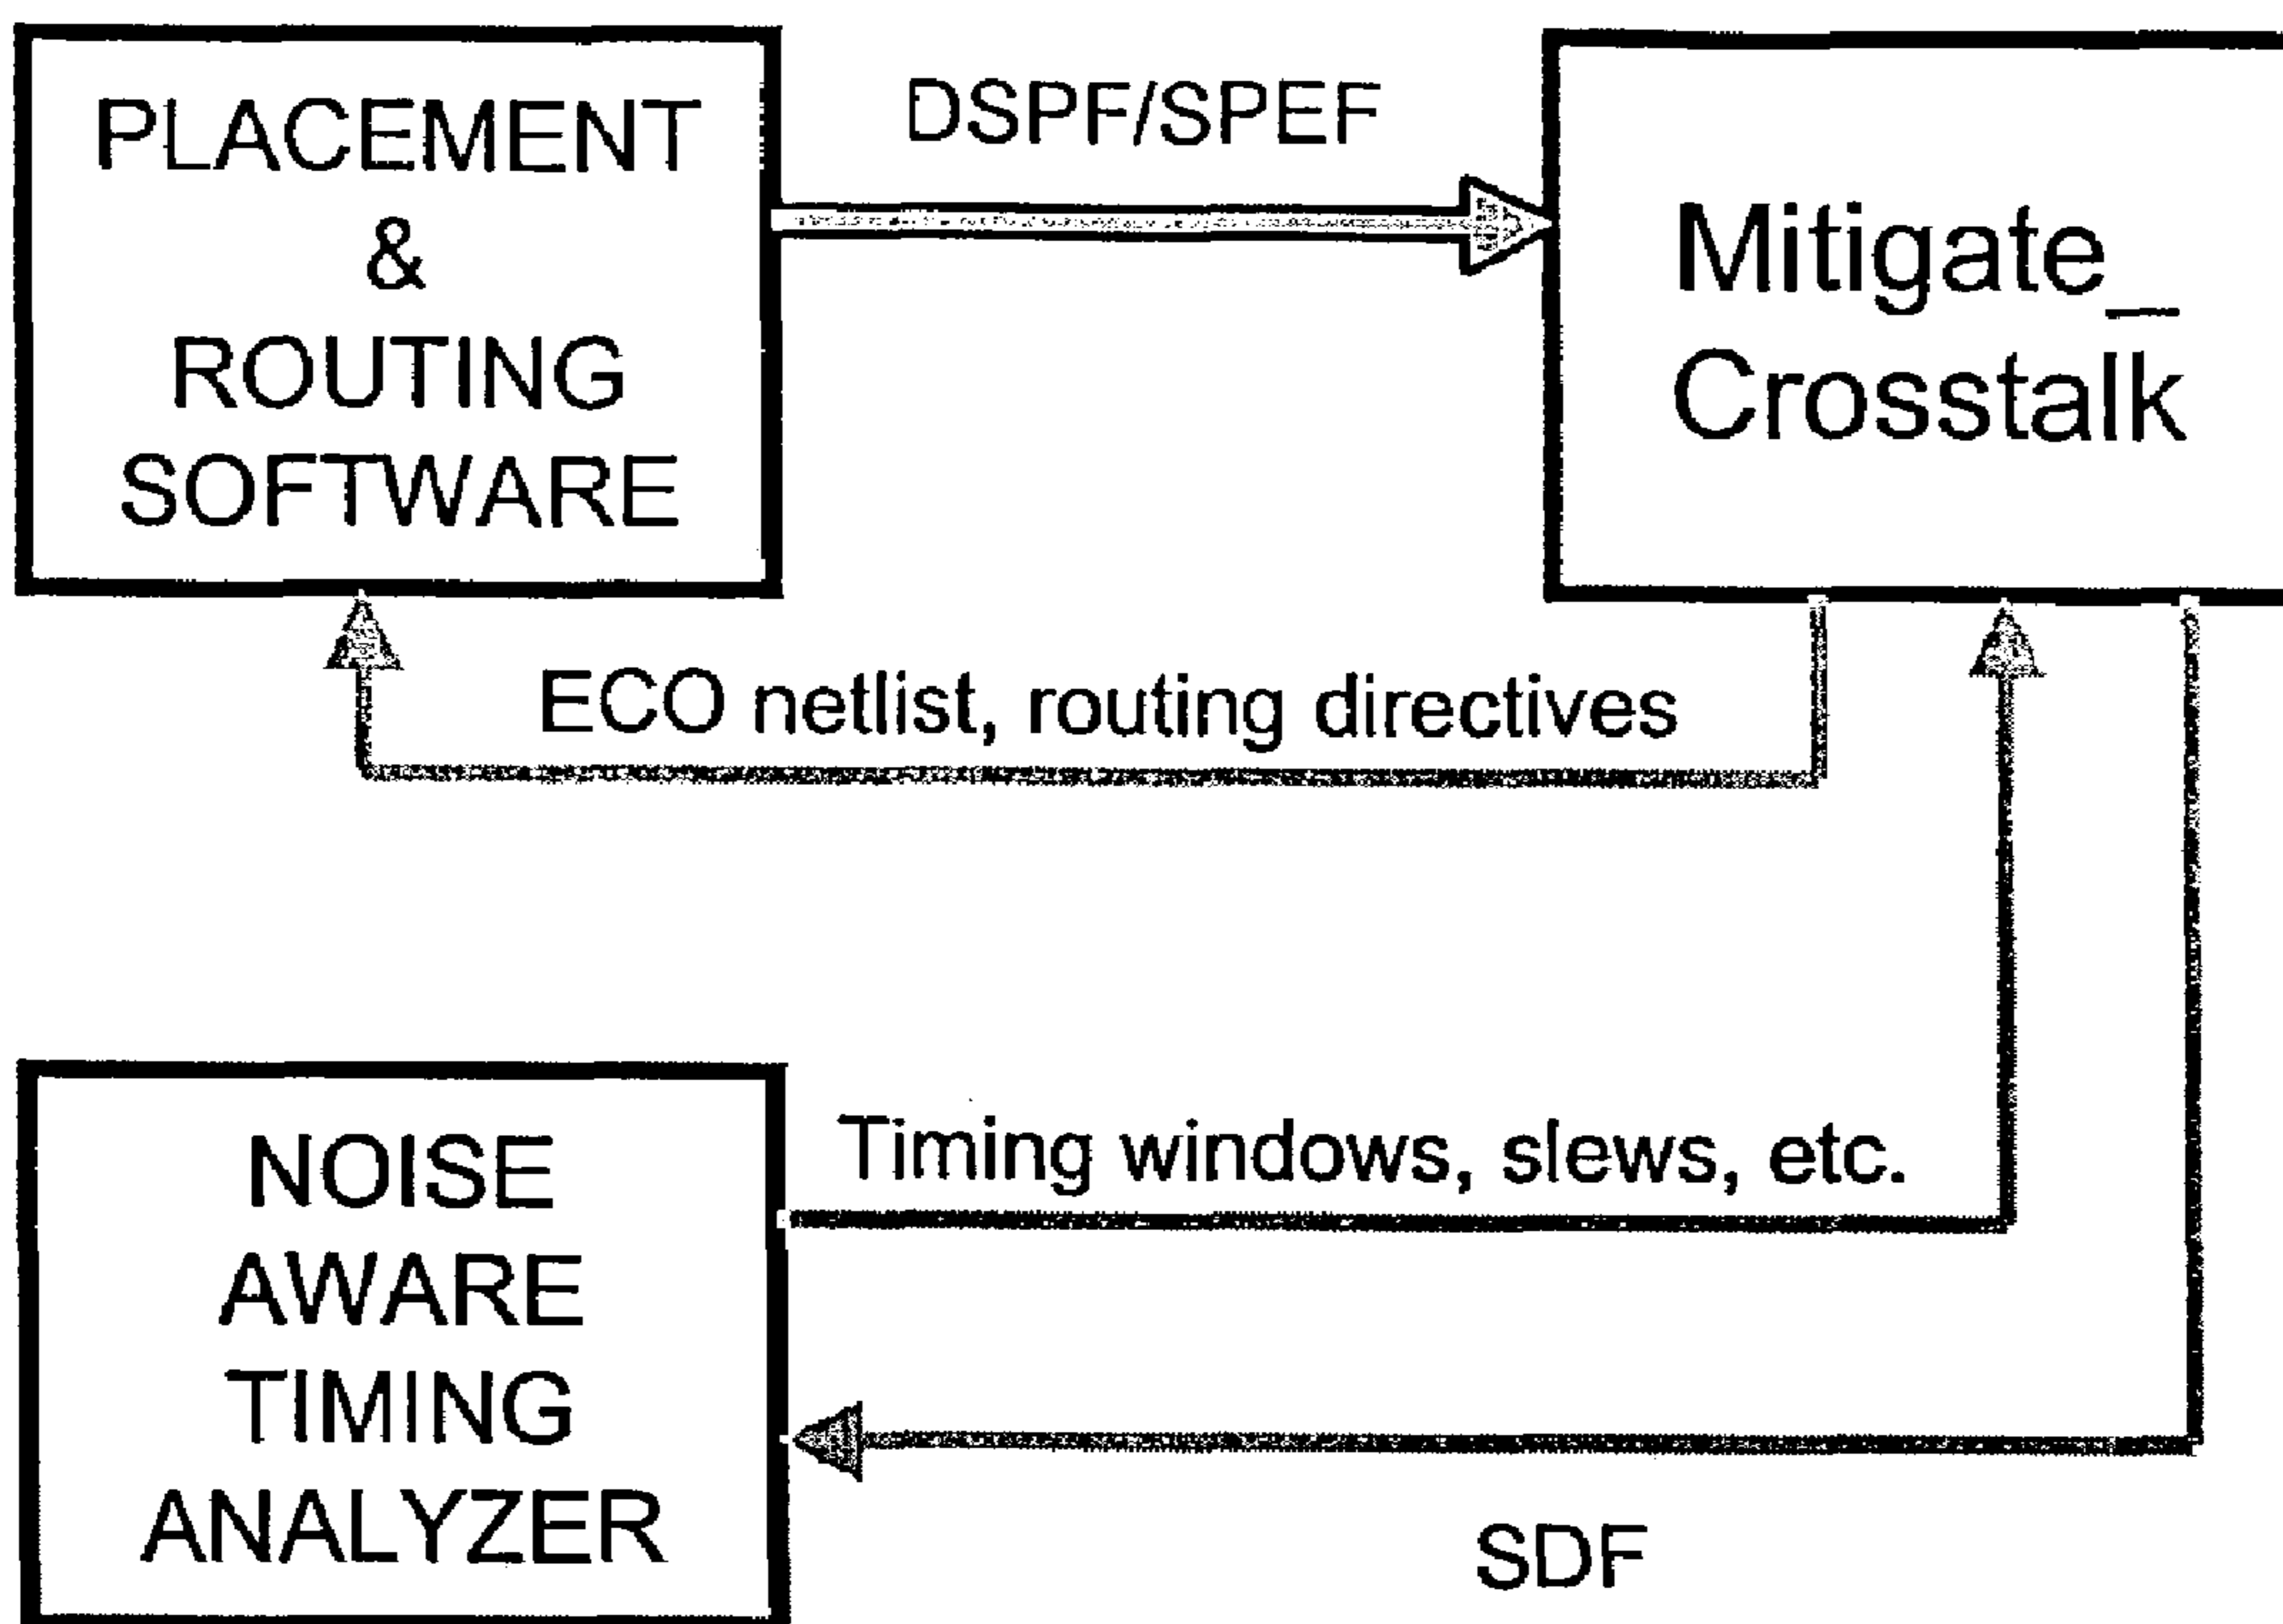 PLACEMENT
&
ROUTING
SOFTWARE
DSPF/SPEF
Mitigate_
Crosstalk
ECO netlist, routing directives
NOISE
AWARE
TIMING
ANALYZER
Timing windows, slews, etc.
SDF